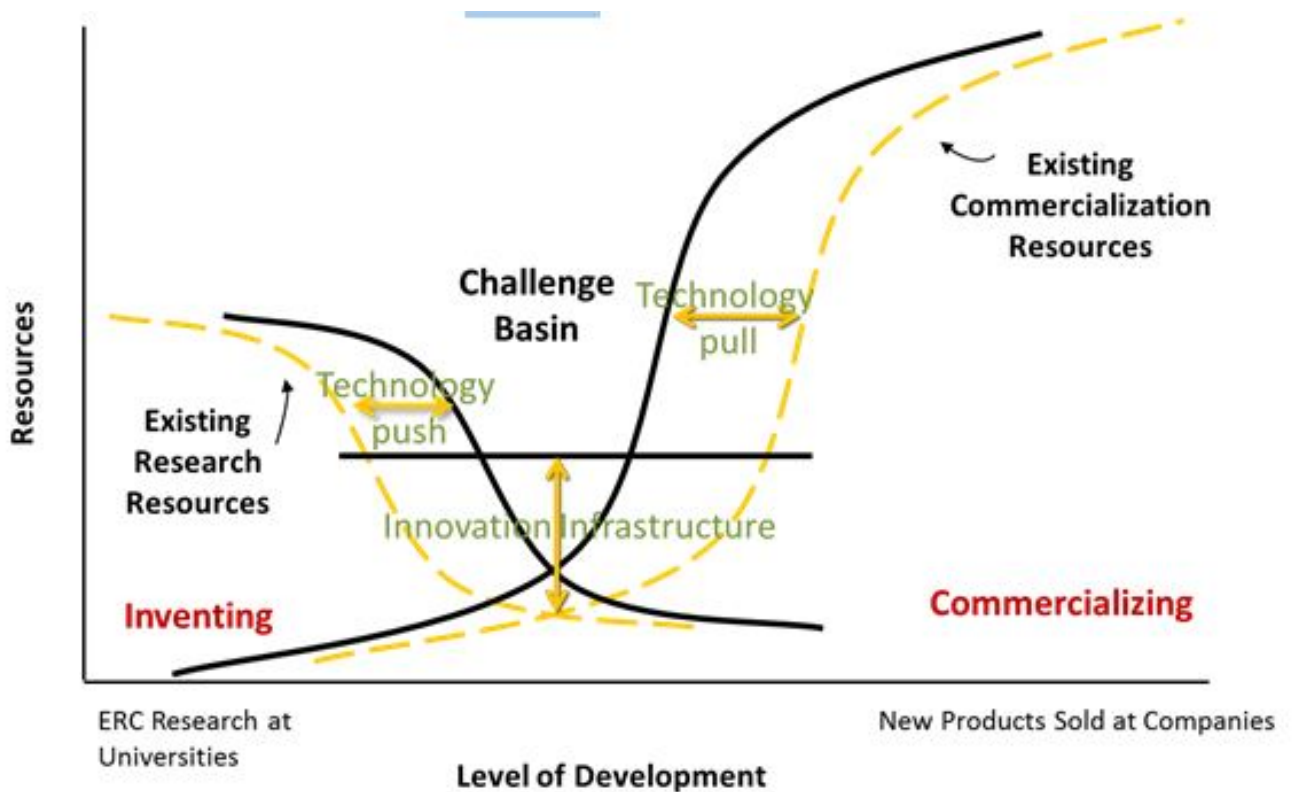 Existing
Commercialization
Resources
Challenge
Basin
Technology
pull
Resources
Technology
push
Existing
Research
Resources
Innovation Infrastructure
Inventing
Commercializing
ERC Research at
Universities
New Products Sold at Companies
Level of Development